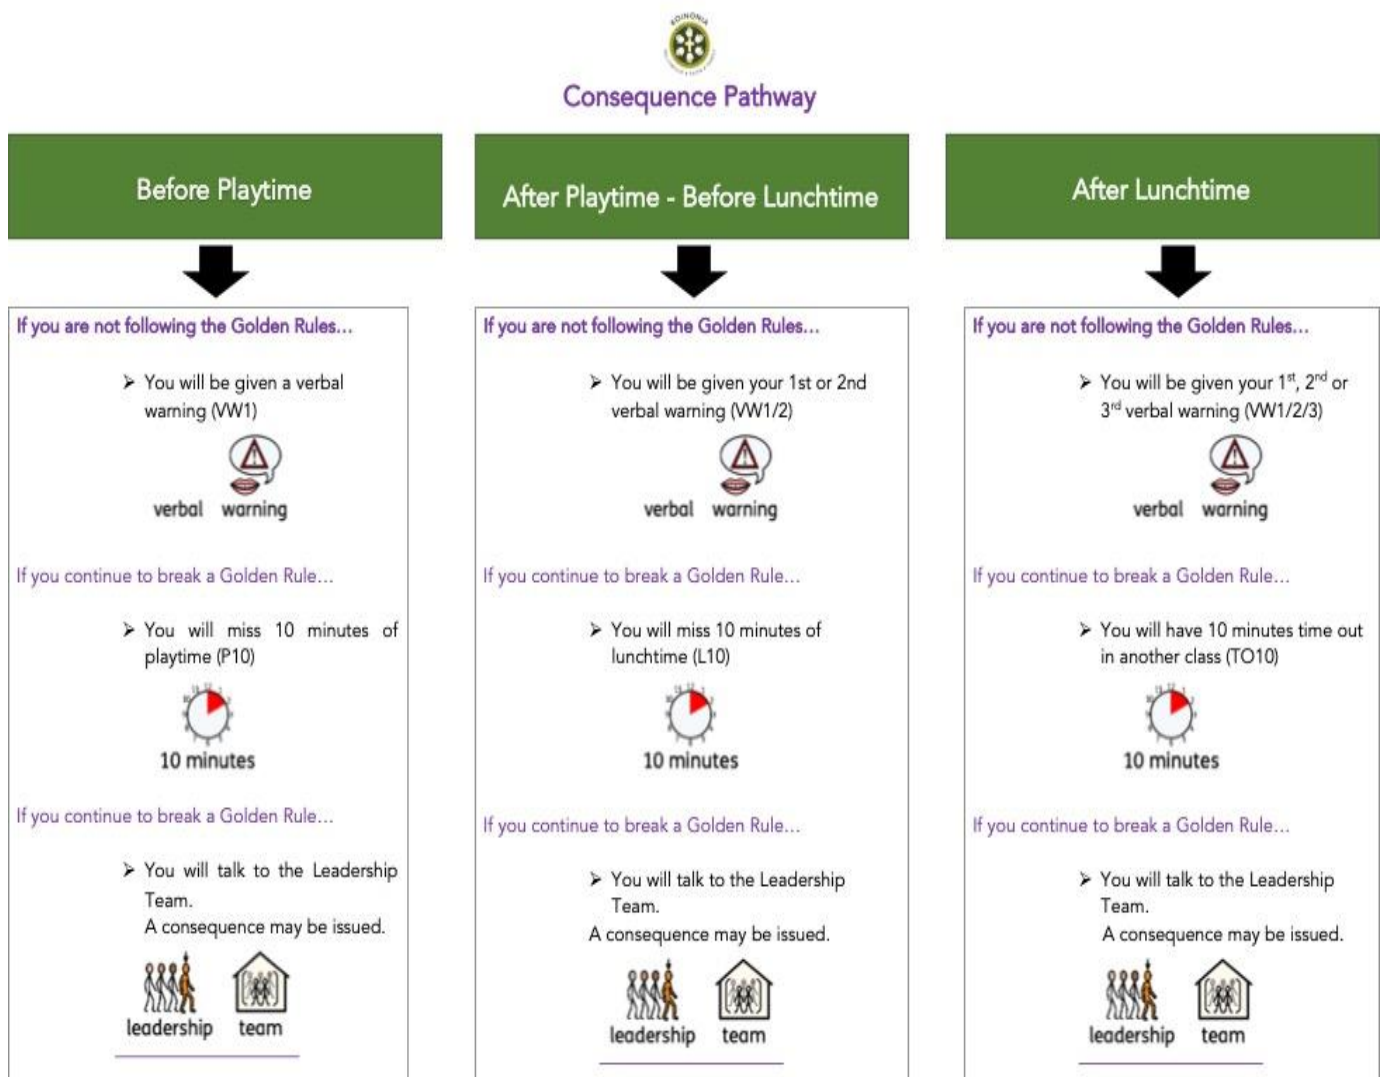 KOINONIA
Consequence Pathway
Before Playtime
If you are not following the Golden Rules…
➢ You will be given a verbal
warning (VW1)
verbal warning
If you continue to break a Golden Rule…
➢ You will miss 10 minutes of
playtime (P10)
10 minutes
If you continue to break a Golden Rule…
➢ You will talk to the Leadership
Team.
A consequence may be issued.
leadership team
After Playtime - Before Lunchtime
If you are not following the Golden Rules…
➢ You will be given your 1st or 2nd
verbal warning (VW1/2)
verbal warning
If you continue to break a Golden Rule…
➢ You will miss 10 minutes of
lunchtime (L10)
10 minutes
If you continue to break a Golden Rule…
➢ You will talk to the Leadership
Team.
A consequence may be issued.
leadership team
After Lunchtime
If you are not following the Golden Rules…
➢ You will be given your 1st, 2nd or
3rd verbal warning (VW1/2/3)
verbal warning
If you continue to break a Golden Rule…
➢ You will have 10 minutes time out
in another class (TO10)
10 minutes
If you continue to break a Golden Rule…
➢ You will talk to the Leadership
Team.
A consequence may be issued.
leadership team